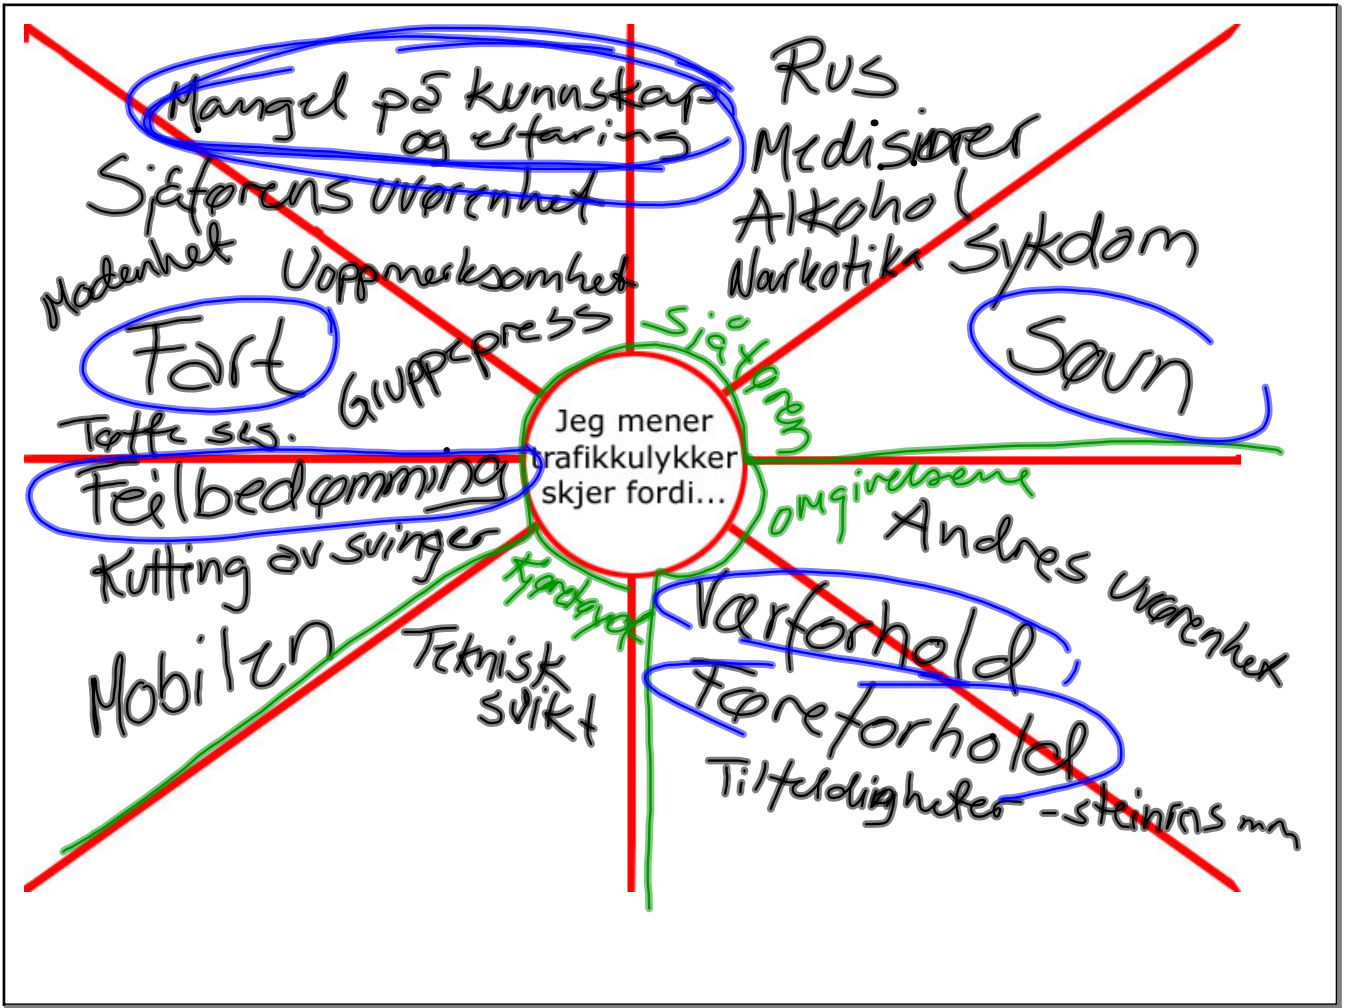 Mangel på kunnskap
og erfaring
Sjåførens uvørenhet
Modenhet
Uoppmerksomhet
Fart
Gruppepress
Tøffe
Feilbedømming
Kutting av svinger
Mobilen
Rus
Medisiner
Alkohol
Narkotika
Sykdom
Søvn
Sjåføren
Jeg mener
trafikkulykker
skjer fordi...
omgivelsene
Andres uvørenhet
Kjøretøyet
Teknisk
svikt
Værforhold
Føreforhold
Tilfeldigheter - steinras mm